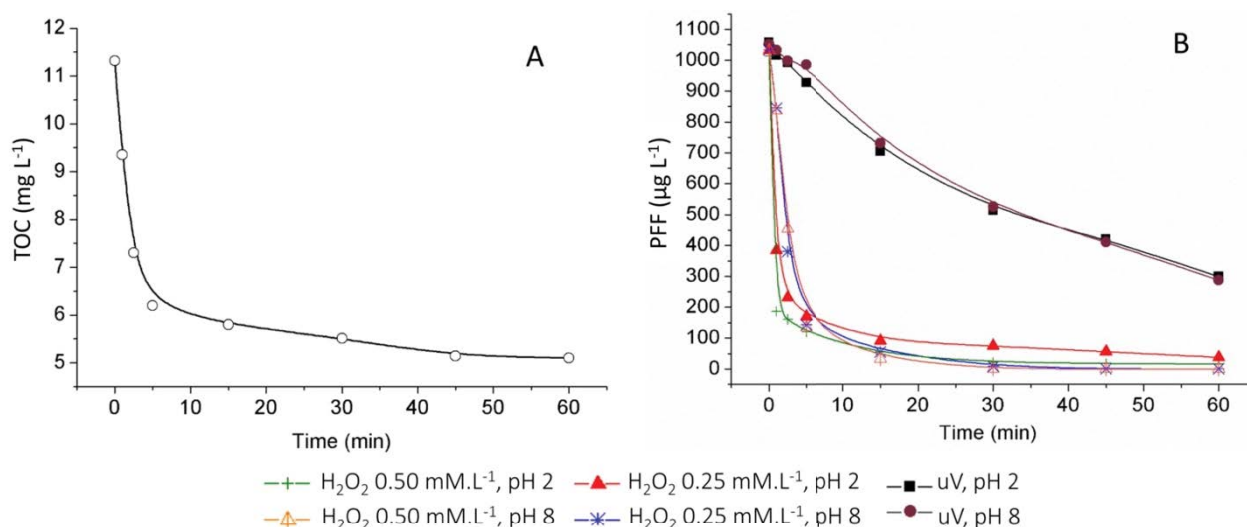 A
TOC (mg L⁻¹)
12
11
10
9
8
7
6
5
0 10 20 30 40 50 60
Time (min)
B
PFF (µg L⁻¹)
1100
1000
900
800
700
600
500
400
300
200
100
0
0 10 20 30 40 50 60
Time (min)
H₂O₂ 0.50 mM.L⁻¹, pH 2 H₂O₂ 0.25 mM.L⁻¹, pH 2 uV, pH 2
H₂O₂ 0.50 mM.L⁻¹, pH 8 H₂O₂ 0.25 mM.L⁻¹, pH 8 uV, pH 8